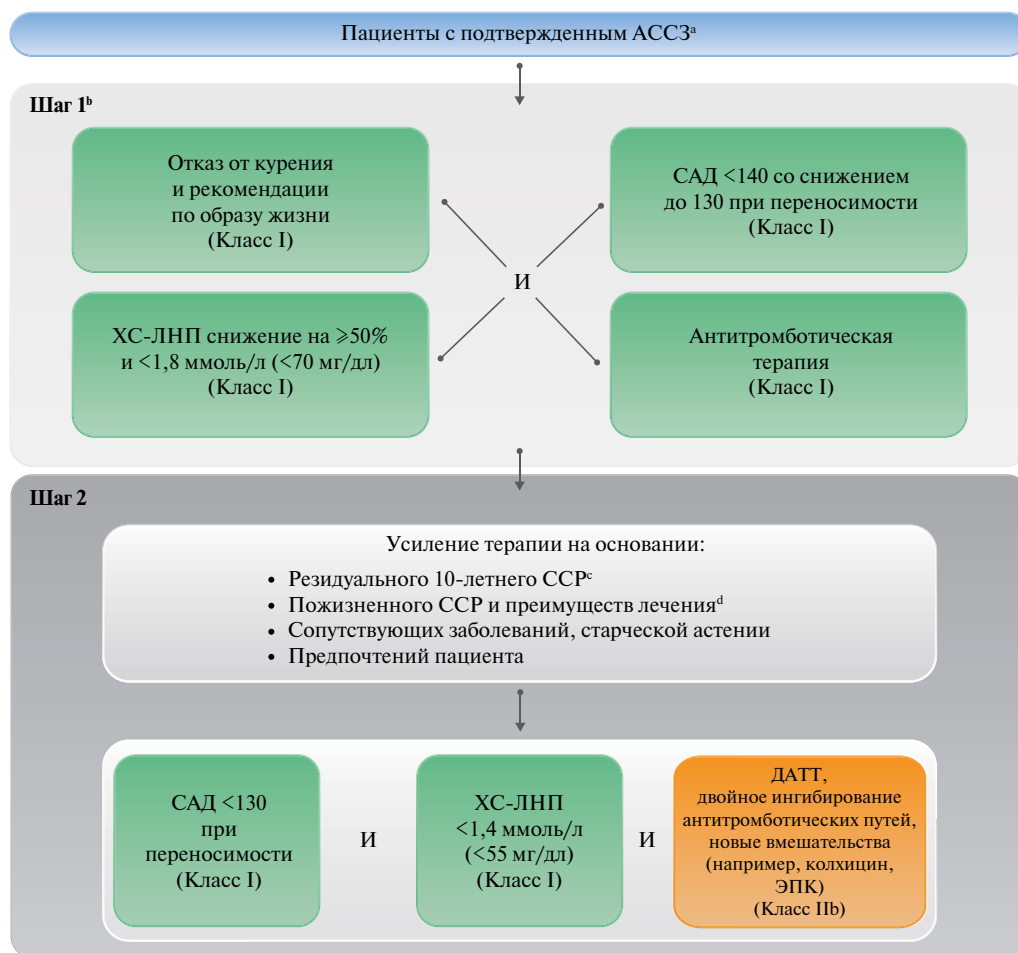 Пациенты с подтвержденным АССЗᵃ
Шаг 1ᵇ
Отказ от курения
и рекомендации
по образу жизни
(Класс I)
САД <140 со снижением
до 130 при переносимости
(Класс I)
И
ХС-ЛНП снижение на ⩾50%
и <1,8 ммоль/л (<70 мг/дл)
(Класс I)
Антитромботическая
терапия
(Класс I)
Шаг 2
Усиление терапии на основании:
• Резидуального 10-летнего ССРᶜ
• Пожизненного ССР и преимуществ леченияᵈ
• Сопутствующих заболеваний, старческой астении
• Предпочтений пациента
САД <130
при
переносимости
(Класс I)
И
ХС-ЛНП
<1,4 ммоль/л
(<55 мг/дл)
(Класс I)
И
ДАТТ,
двойное ингибирование
антитромботических путей,
новые вмешательства
(например, колхицин,
ЭПК)
(Класс IIb)